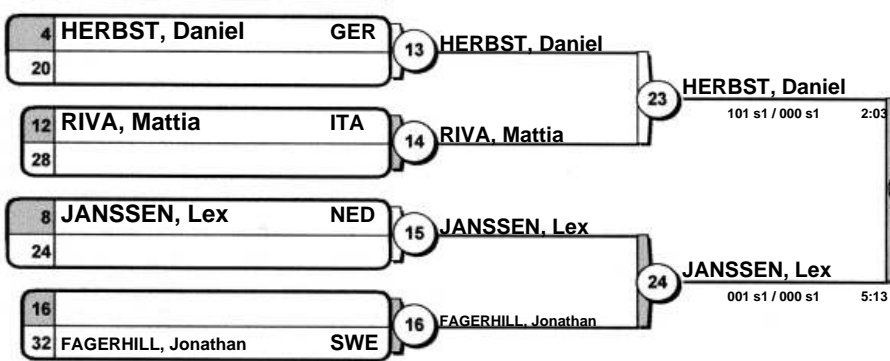 4 HERBST, Daniel GER
20
13 HERBST, Daniel
12 RIVA, Mattia ITA
28
14 RIVA, Mattia
23 HERBST, Daniel
101 s1 / 000 s1 2:03
8 JANSSEN, Lex NED
24
15 JANSSEN, Lex
16
32 FAGERHILL, Jonathan SWE
16 FAGERHILL, Jonathan
24 JANSSEN, Lex
001 s1 / 000 s1 5:13